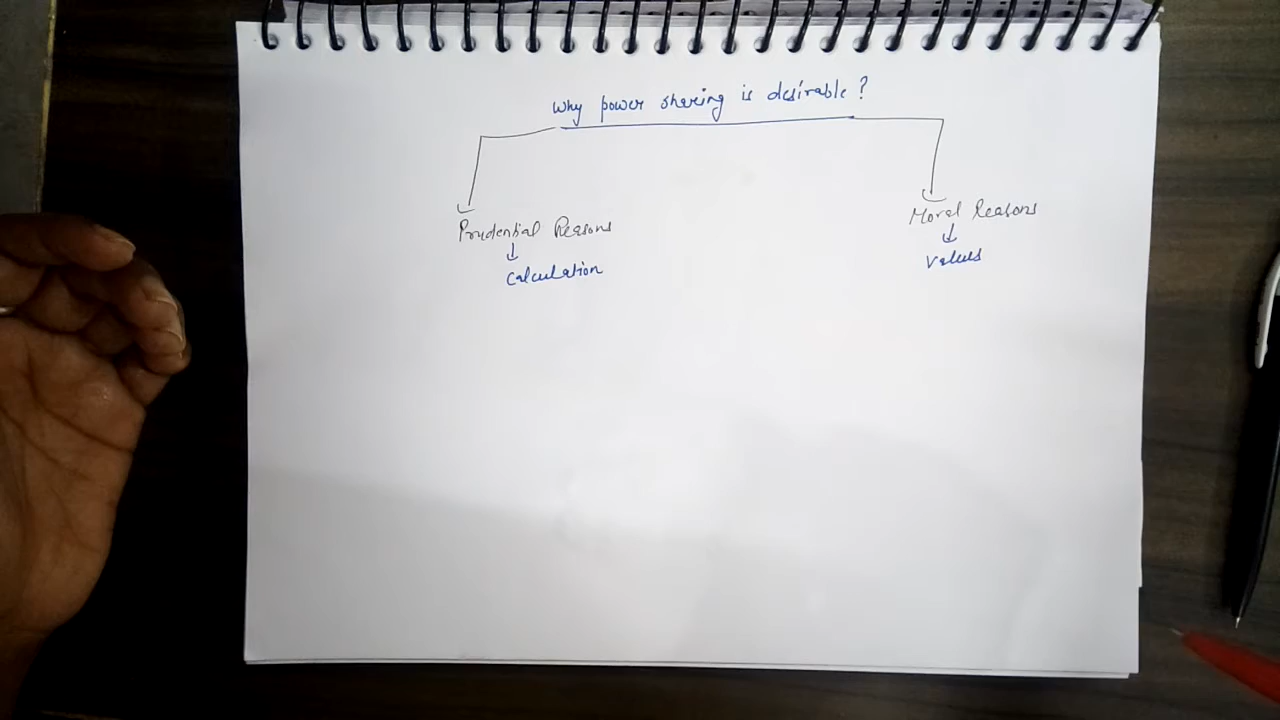 Why power sharing is desirable?
Prudential Reasons
Calculation
Moral Reasons
Values